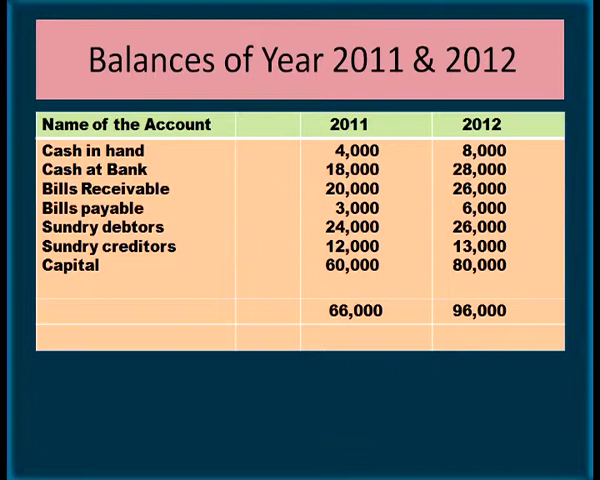 Balances of Year 2011 & 2012
Name of the Account 2011 2012
Cash in hand 4,000 8,000
Cash at Bank 18,000 28,000
Bills Receivable 20,000 26,000
Bills payable 3,000 6,000
Sundry debtors 24,000 26,000
Sundry creditors 12,000 13,000
Capital 60,000 80,000
66,000 96,000